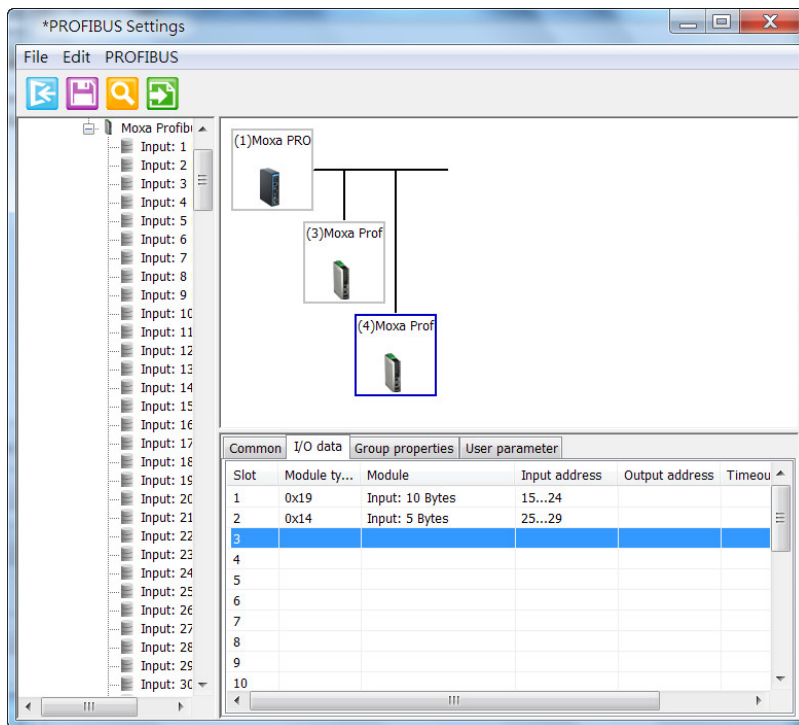 *PROFIBUS Settings
File Edit PROFIBUS
Moxa Profib
Input: 1
Input: 2
Input: 3
Input: 4
Input: 5
Input: 6
Input: 7
Input: 8
Input: 9
Input: 10
Input: 11
Input: 12
Input: 13
Input: 14
Input: 15
Input: 16
Input: 17
Input: 18
Input: 19
Input: 20
Input: 21
Input: 22
Input: 23
Input: 24
Input: 25
Input: 26
Input: 27
Input: 28
Input: 29
Input: 30
(1)Moxa PRO
(3)Moxa Prof
(4)Moxa Prof
Common I/O data Group properties User parameter
Slot Module ty... Module Input address Output address Timeou
1 0x19 Input: 10 Bytes 15...24
2 0x14 Input: 5 Bytes 25...29
3
4
5
6
7
8
9
10